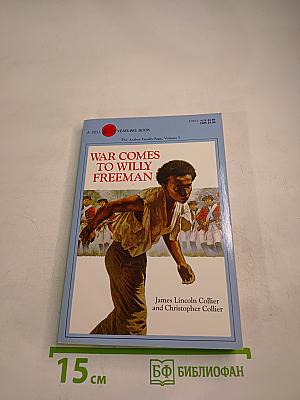 A DELL YEARLING BOOK
The Arabus Family Saga, Volume 1
WAR COMES
TO WILLY
FREEMAN
James Lincoln Collier
and Christopher Collier
15 см
БФ БИБЛИОФАН